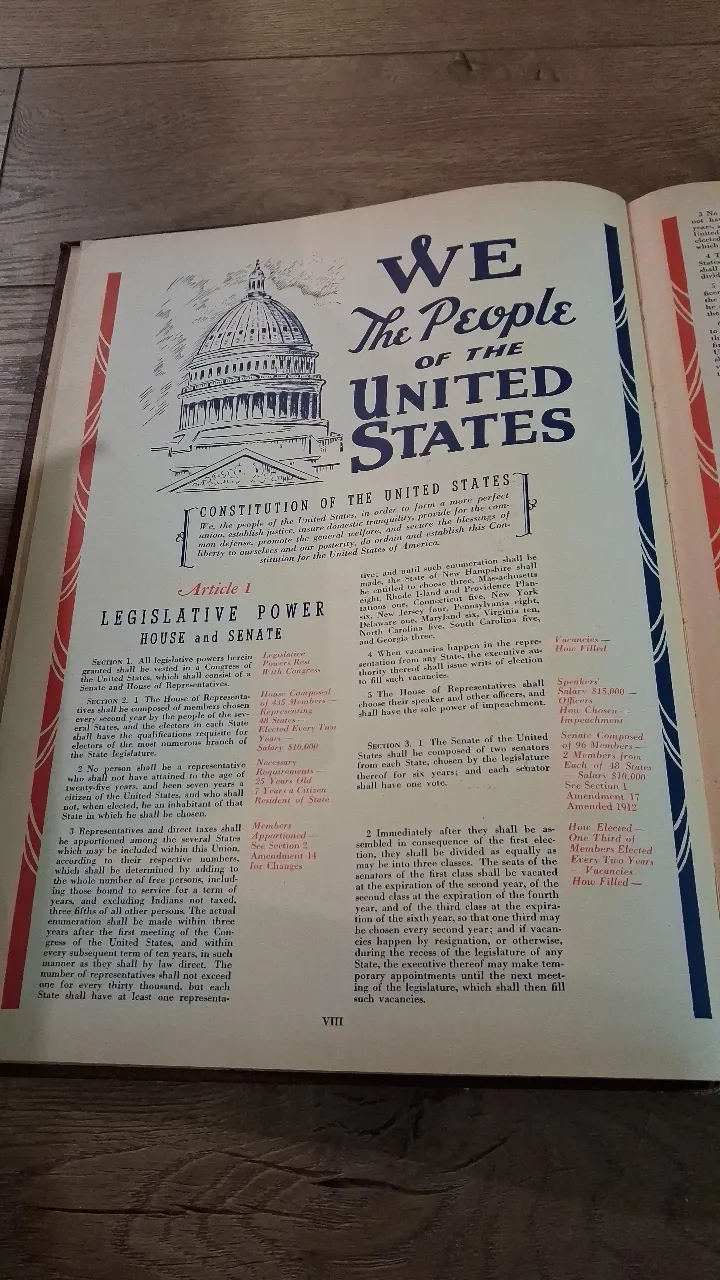 WE
The People
OF THE
UNITED
STATES
CONSTITUTION OF THE UNITED STATES
We, the people of the United States, in order to form a more perfect
union, establish justice, insure domestic tranquility, provide for the com-
mon defense, promote the general welfare, and secure the blessings of
liberty to ourselves and our posterity, do ordain and establish this Con-
stitution for the United States of America.
Article 1
LEGISLATIVE POWER
HOUSE and SENATE
SECTION 1. All legislative powers herein
granted shall be vested in a Congress of
the United States, which shall consist of a
Senate and House of Representatives.
Legislative
Powers Rest
With Congress
SECTION 2. 1 The House of Representa-
tives shall be composed of members chosen
every second year by the people of the sev-
eral States, and the electors in each State
shall have the qualifications requisite for
electors of the most numerous branch of
the State legislature.
House Composed
of 435 Members—
Representing
48 States—
Elected Every Two
Years—
Salary $10,000
2 No person shall be a representative
who shall not have attained to the age of
twenty-five years, and been seven years a
citizen of the United States, and who shall
not, when elected, be an inhabitant of that
State in which he shall be chosen.
Necessary
Requirements—
25 Years Old
7 Years a Citizen
Resident of State
3 Representatives and direct taxes shall
be apportioned among the several States
which may be included within this Union,
according to their respective numbers,
which shall be determined by adding to
the whole number of free persons, includ-
ing those bound to service for a term of
years, and excluding Indians not taxed,
three fifths of all other persons. The actual
enumeration shall be made within three
years after the first meeting of the Con-
gress of the United States, and within
every subsequent term of ten years, in such
manner as they shall by law direct. The
number of representatives shall not exceed
one for every thirty thousand, but each
State shall have at least one representa-
Members
Apportioned—
See Section 2
Amendment 14
for Changes
tive; and until such enumeration shall be
made, the State of New Hampshire shall
be entitled to choose three, Massachusetts
eight, Rhode Island and Providence Plan-
tations one, Connecticut five, New York
six, New Jersey four, Pennsylvania eight,
Delaware one, Maryland six, Virginia ten,
North Carolina five, South Carolina five,
and Georgia three.
4 When vacancies happen in the repre-
sentation from any State, the executive au-
thority thereof shall issue writs of election
to fill such vacancies.
Vacancies—
How Filled
5 The House of Representatives shall
choose their speaker and other officers, and
shall have the sole power of impeachment.
Speakers'
Salary $15,000—
Officers
How Chosen—
Impeachment
SECTION 3. 1 The Senate of the United
States shall be composed of two senators
from each State, chosen by the legislature
thereof for six years; and each senator
shall have one vote.
Senate Composed
of 96 Members—
2 Members from
Each of 48 States
Salary $10,000
See Section 1
Amendment 17
Amended 1912
2 Immediately after they shall be as-
sembled in consequence of the first elec-
tion, they shall be divided as equally as
may be into three classes. The seats of the
senators of the first class shall be vacated
at the expiration of the second year, of the
second class at the expiration of the fourth
year, and of the third class at the expira-
tion of the sixth year, so that one third may
be chosen every second year; and if vacan-
cies happen by resignation, or otherwise,
during the recess of the legislature of any
State, the executive thereof may make tem-
porary appointments until the next meet-
ing of the legislature, which shall then fill
such vacancies.
How Elected—
One Third of
Members Elected
Every Two Years
—Vacancies
How Filled—
VIII